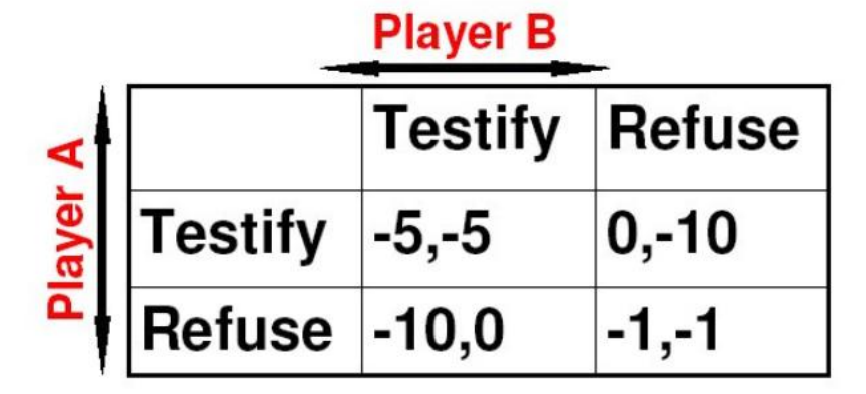 Player B
Player A
Testify Refuse
Testify -5,-5 0,-10
Refuse -10,0 -1,-1